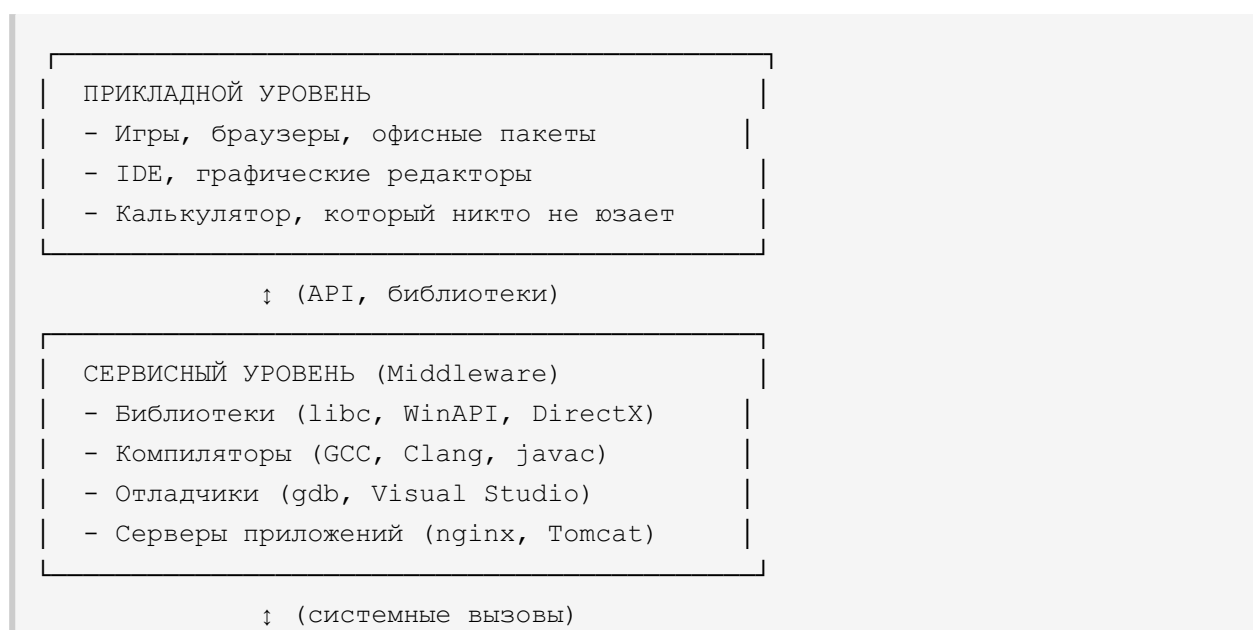 ПРИКЛАДНОЙ УРОВЕНЬ
- Игры, браузеры, офисные пакеты
- IDE, графические редакторы
- Калькулятор, который никто не юзает
↕ (API, библиотеки)
СЕРВИСНЫЙ УРОВЕНЬ (Middleware)
- Библиотеки (libc, WinAPI, DirectX)
- Компиляторы (GCC, Clang, javac)
- Отладчики (gdb, Visual Studio)
- Серверы приложений (nginx, Tomcat)
↕ (системные вызовы)